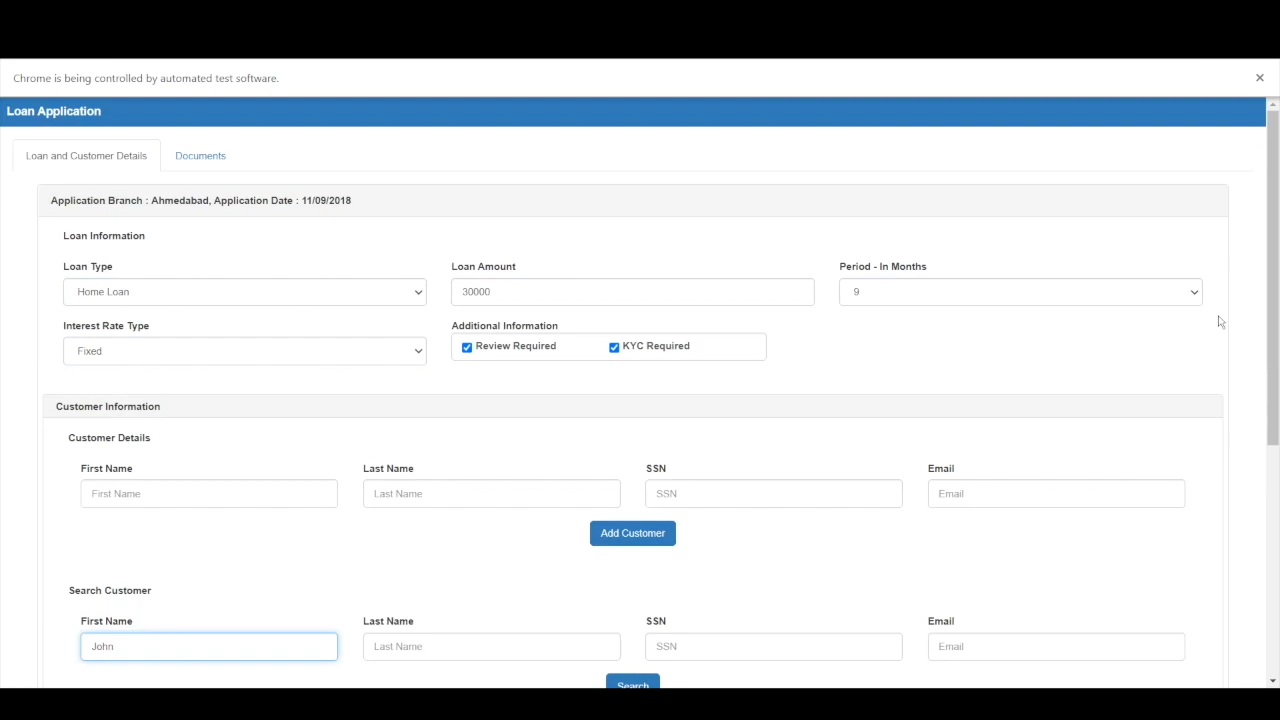 Chrome is being controlled by automated test software.
Loan Application
Loan and Customer Details Documents
Application Branch : Ahmedabad, Application Date : 11/09/2018
Loan Information
Loan Type Loan Amount Period - In Months
Home Loan 30000 9
Interest Rate Type Additional Information
Fixed Review Required KYC Required
Customer Information
Customer Details
First Name Last Name SSN Email
First Name Last Name SSN Email
Add Customer
Search Customer
First Name Last Name SSN Email
John Last Name SSN Email
Search